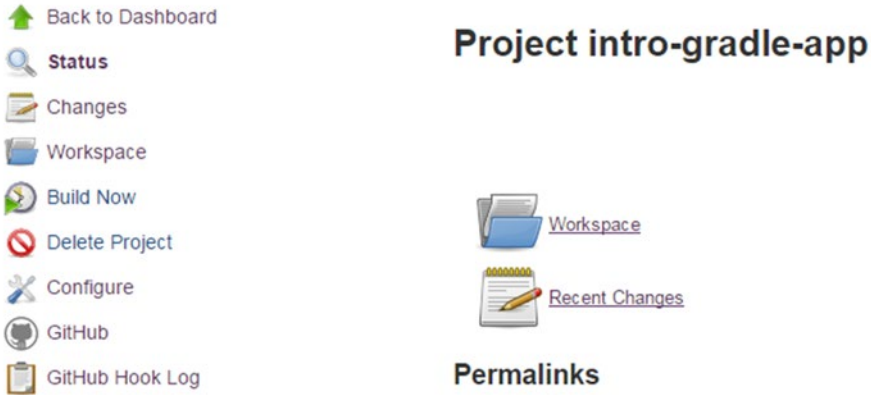 Back to Dashboard
Status
Changes
Workspace
Build Now
Delete Project
Configure
GitHub
GitHub Hook Log
Project intro-gradle-app
Workspace
Recent Changes
Permalinks